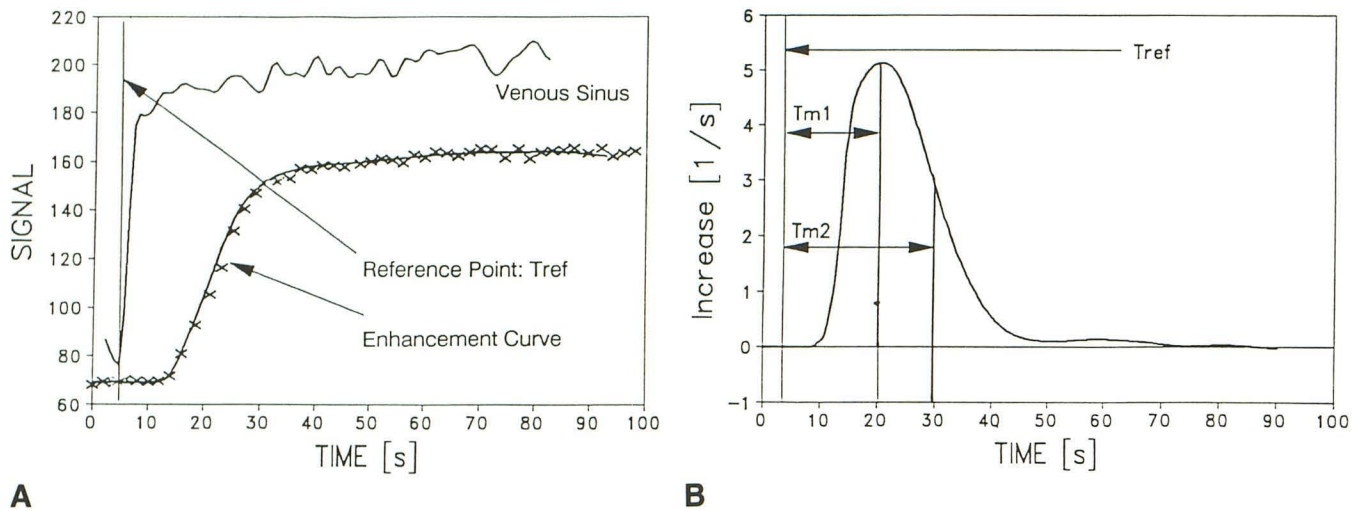 220
200
180
160
140
120
100
80
60
SIGNAL
Venous Sinus
Reference Point: Tref
Enhancement Curve
0 10 20 30 40 50 60 70 80 90 100
TIME [s]
A
6
5
4
3
2
1
0
-1
Increase [1/s]
Tref
Tm1
Tm2
0 10 20 30 40 50 60 70 80 90 100
TIME [s]
B